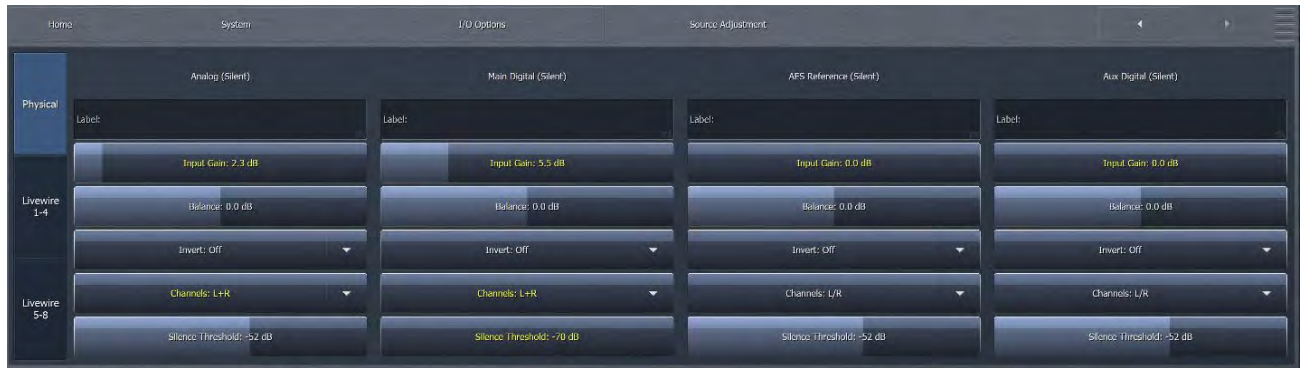 Home System I/O Options Source Adjustment
Analog (Silent) Main Digital (Silent) AES Reference (Silent) Aux Digital (Silent)
Physical
Label: Label: Label: Label:
Input Gain: 2.3 dB Input Gain: 5.5 dB Input Gain: 0.0 dB Input Gain: 0.0 dB
Livewire
1-4
Balance: 0.0 dB Balance: 0.0 dB Balance: 0.0 dB Balance: 0.0 dB
Invert: Off Invert: Off Invert: Off Invert: Off
Livewire
5-8
Channels: L+R Channels: L+R Channels: L/R Channels: L/R
Silence Threshold: -52 dB Silence Threshold: -70 dB Silence Threshold: -52 dB Silence Threshold: -52 dB